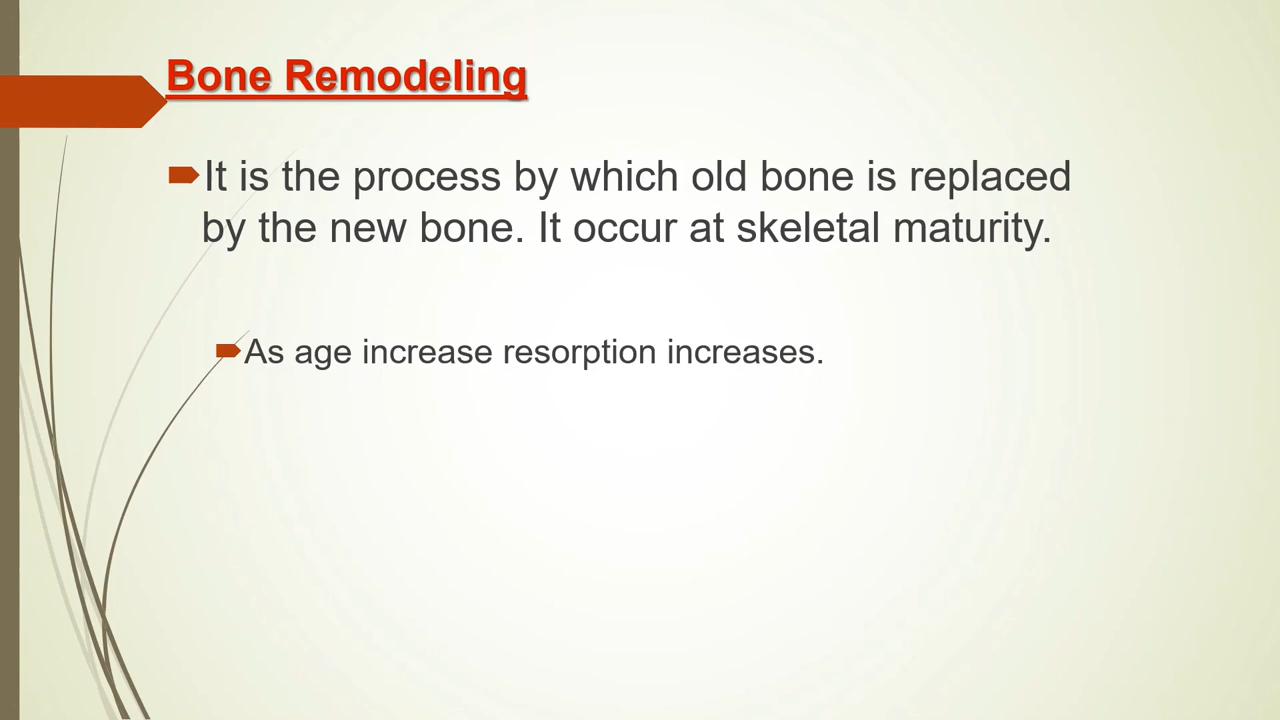 Bone Remodeling
It is the process by which old bone is replaced
by the new bone. It occur at skeletal maturity.
As age increase resorption increases.